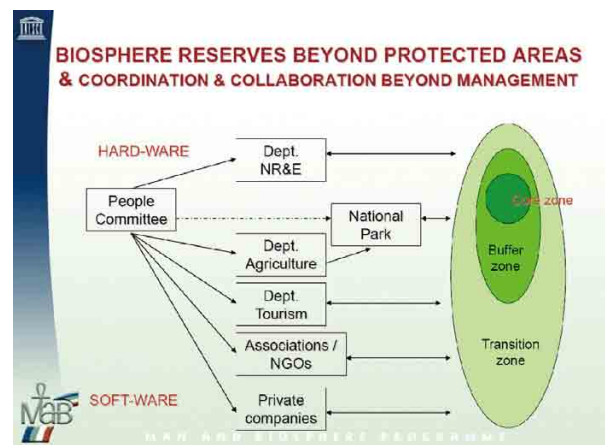 BIOSPHERE RESERVES BEYOND PROTECTED AREAS
& COORDINATION & COLLABORATION BEYOND MANAGEMENT
HARD-WARE
Dept.
NR&E
People
Committee
National
Park
Core zone
Dept.
Agriculture
Buffer
zone
Dept.
Tourism
Associations /
NGOs
Transition
zone
SOFT-WARE
Private
companies
MaB
MAN AND BIOSPHERE PROGRAMME